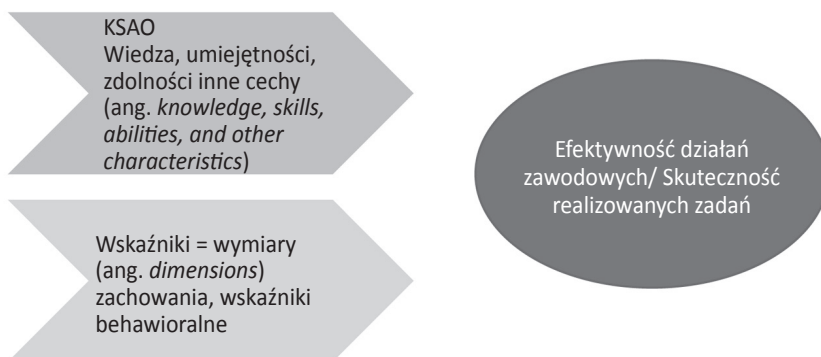 KSAO
Wiedza, umiejętności,
zdolności inne cechy
(ang. knowledge, skills,
abilities, and other
characteristics)
Wskaźniki = wymiary
(ang. dimensions)
zachowania, wskaźniki
behawioralne
Efektywność działań
zawodowych/ Skuteczność
realizowanych zadań